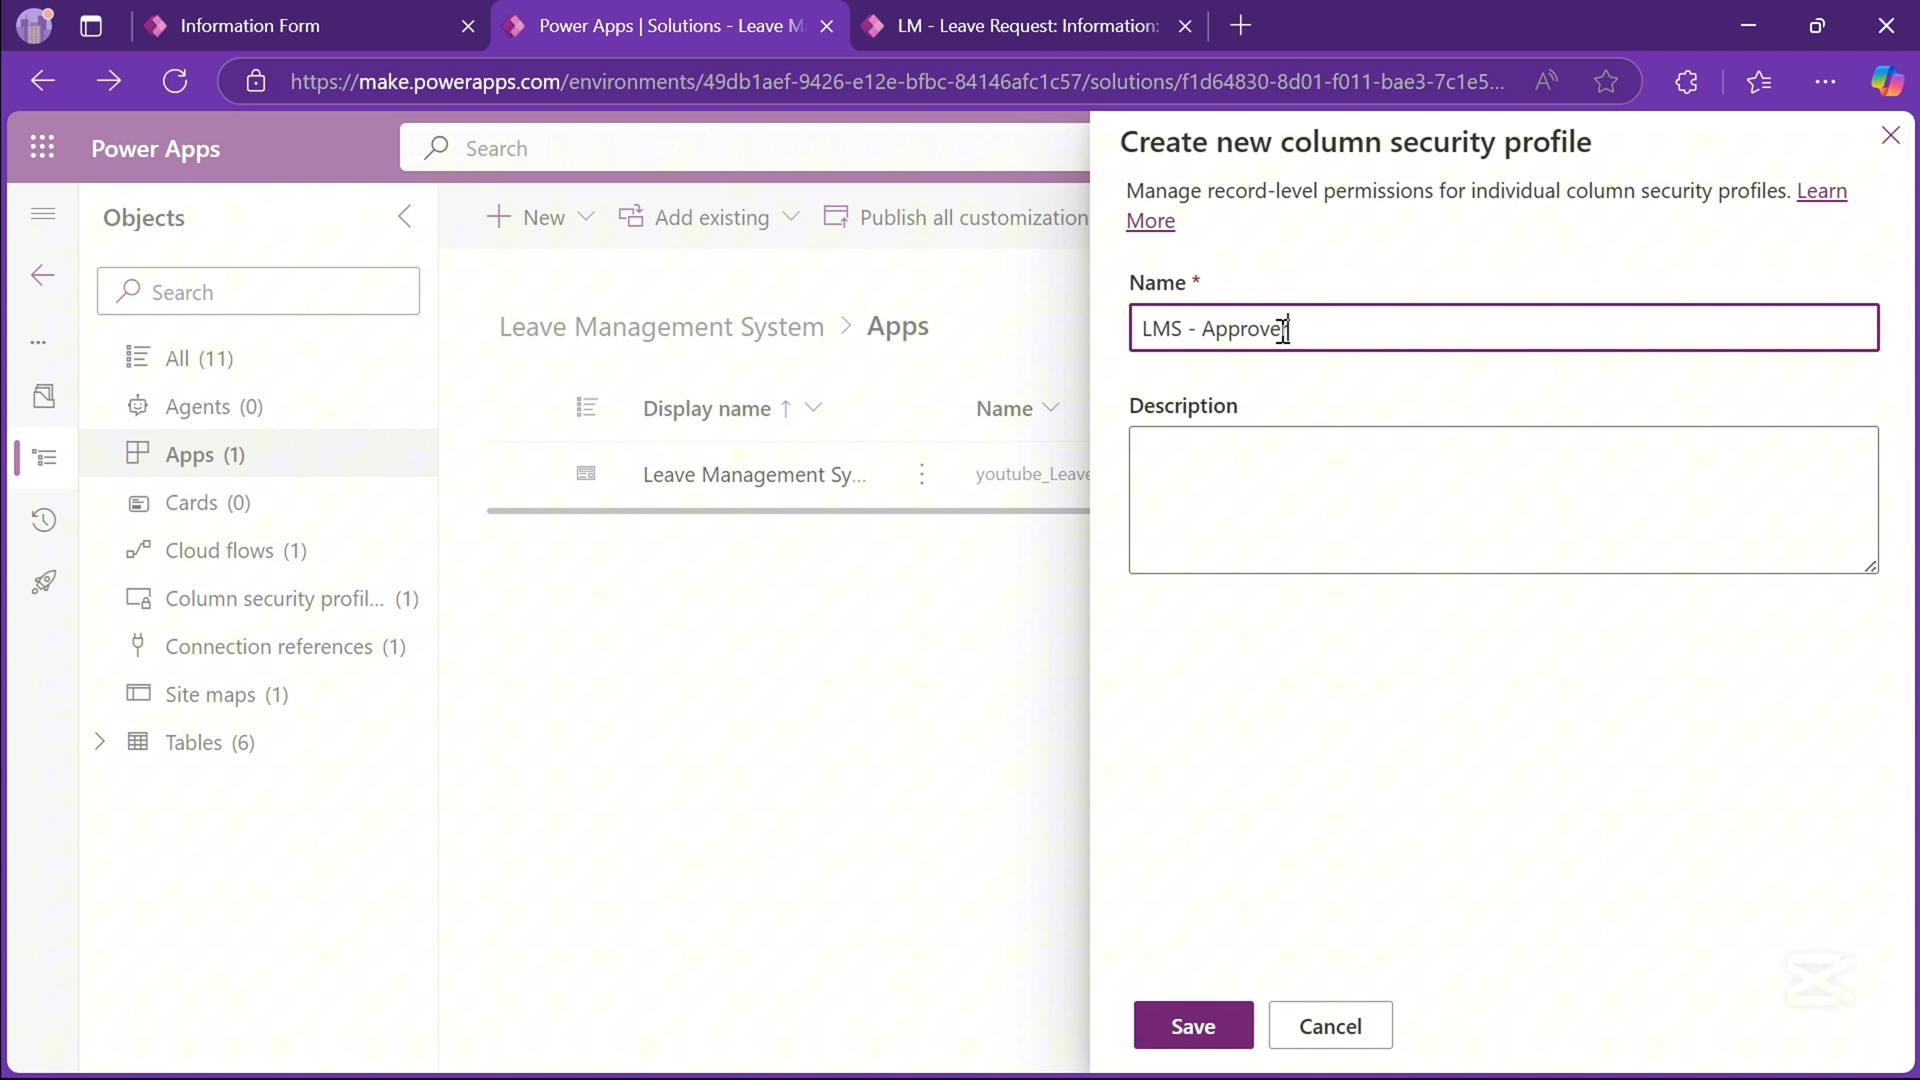 Information Form
Power Apps | Solutions - Leave M
LM - Leave Request: Information:
https://make.powerapps.com/environments/49db1aef-9426-e12e-bfbc-84146afc1c57/solutions/f1d64830-8d01-f011-bae3-7c1e5...
Power Apps
Search
Create new column security profile
Manage record-level permissions for individual column security profiles. Learn
More
Objects
New
Add existing
Publish all customization
Search
Name *
LMS - Approver
Leave Management System > Apps
All (11)
Agents (0)
Apps (1)
Cards (0)
Cloud flows (1)
Column security profil... (1)
Connection references (1)
Site maps (1)
Tables (6)
Display name ↑
Name
Leave Management Sy...
youtube_Leave
Description
Save
Cancel